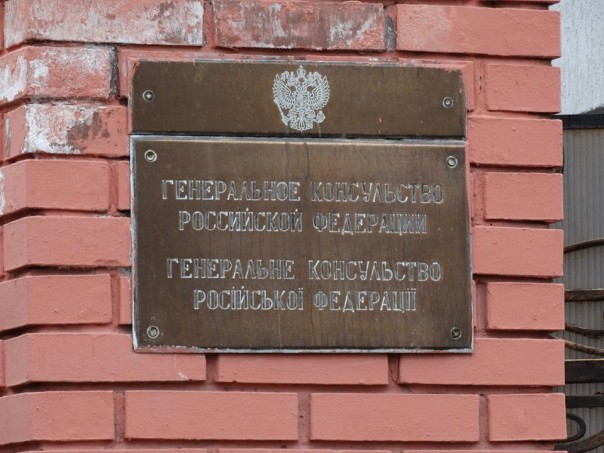 ГЕНЕРАЛЬНОЕ КОНСУЛЬСТВО
РОССИЙСКОЙ ФЕДЕРАЦИИ
ГЕНЕРАЛЬНЕ КОНСУЛЬСТВО
РОСІЙСЬКОЇ ФЕДЕРАЦІЇ